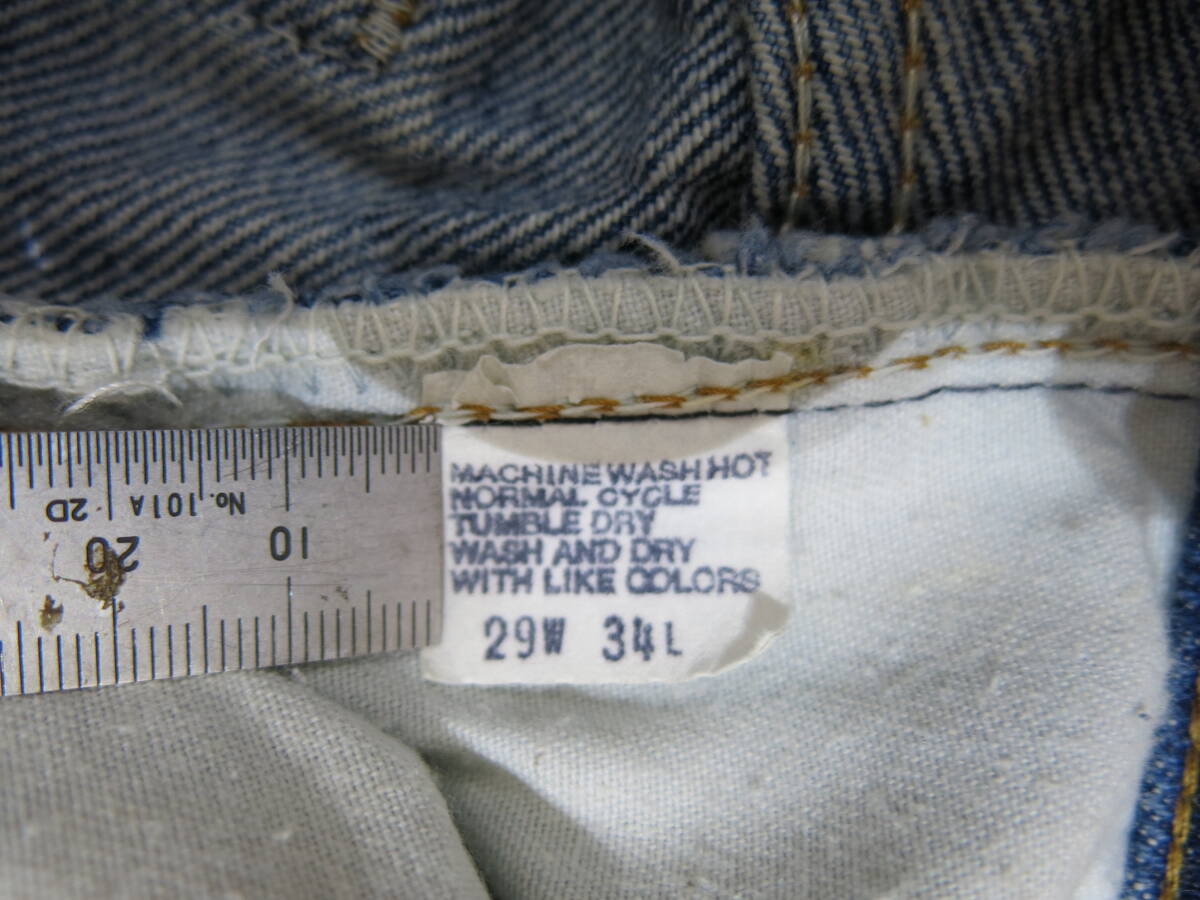 MACHINE WASH HOT
NORMAL CYCLE
TUMBLE DRY
WASH AND DRY
WITH LIKE COLORS
29W 34L
No. 101A 2D
10
20